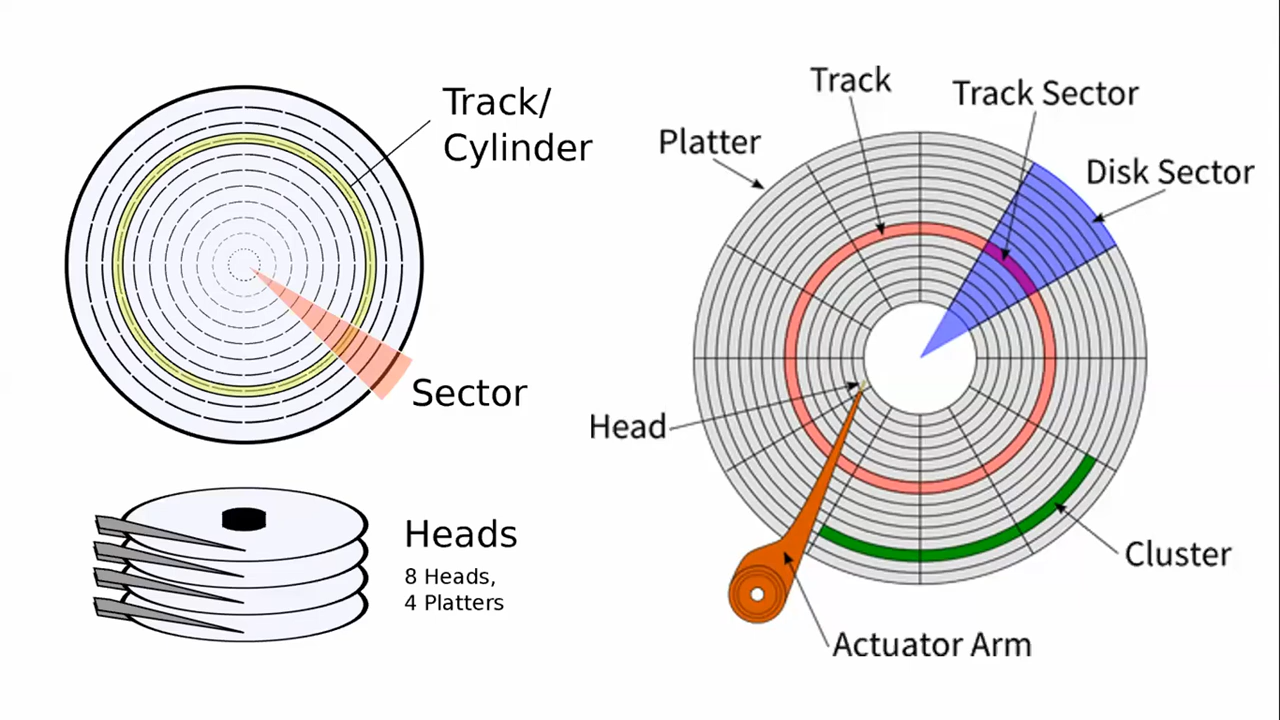 Track/
Cylinder
Sector
Heads
8 Heads,
4 Platters
Track
Track Sector
Platter
Disk Sector
Head
Cluster
Actuator Arm